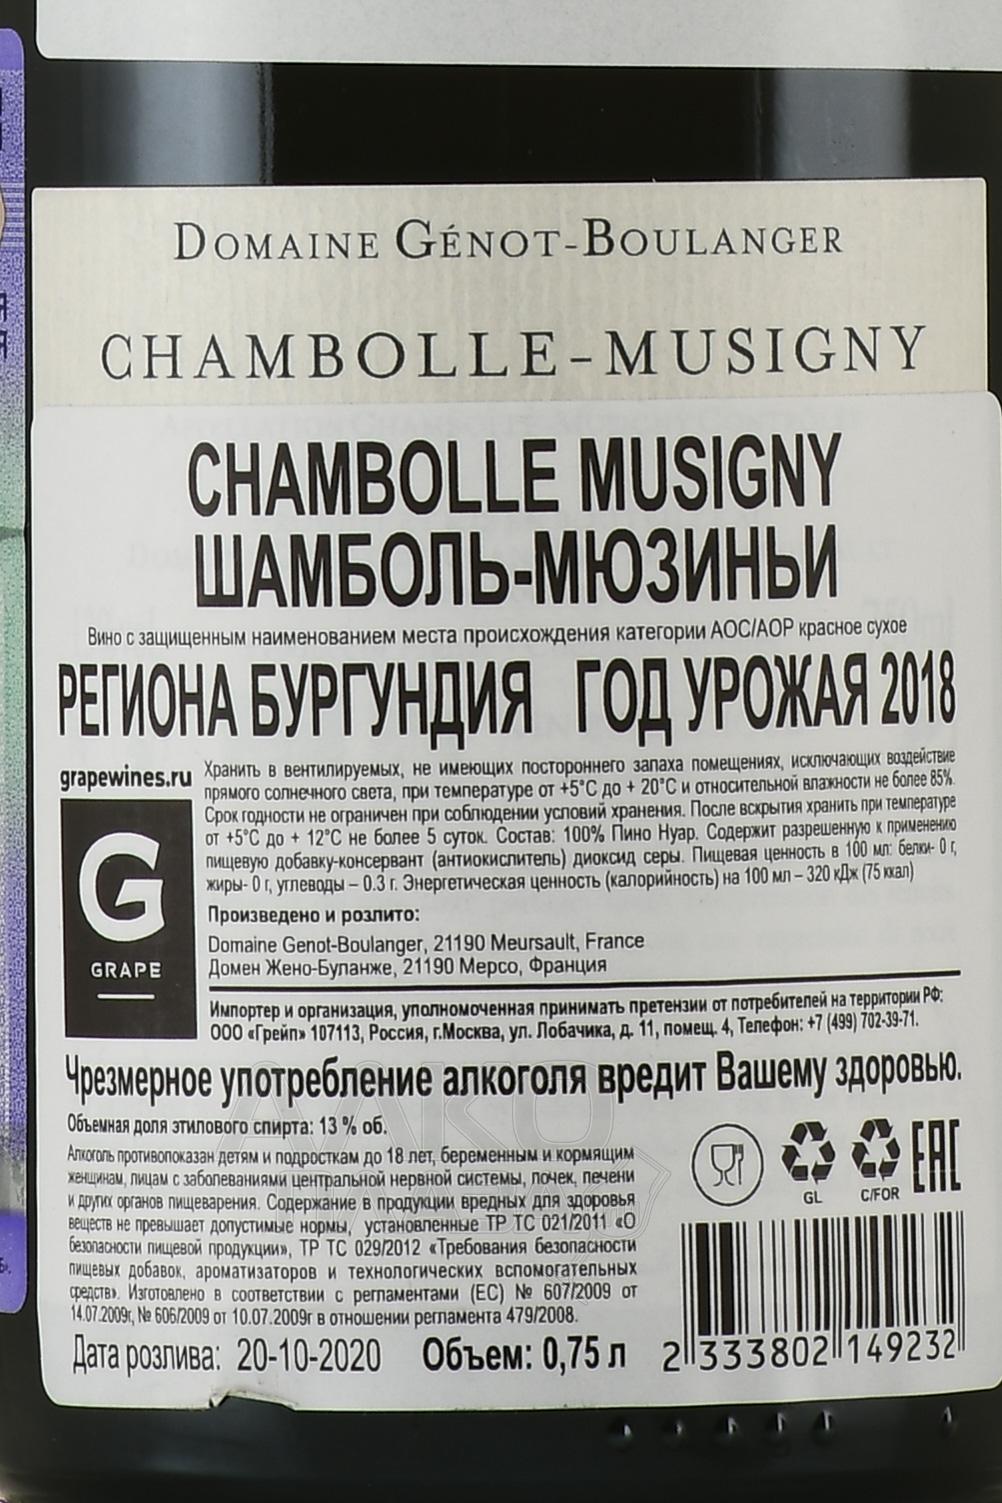 DOMAINE GÉNOT-BOULANGER
CHAMBOLLE-MUSIGNY
CHAMBOLLE MUSIGNY
ШАМБОЛЬ-МЮЗИНЬИ
Вино с защищенным наименованием места происхождения категории AOC/AOP красное сухое
РЕГИОНА БУРГУНДИЯ ГОД УРОЖАЯ 2018
grapewines.ru
G
GRAPE
Хранить в вентилируемых, не имеющих постороннего запаха помещениях, исключающих воздействие
прямого солнечного света, при температуре от +5°С до + 20°С и относительной влажности не более 85%.
Срок годности не ограничен при соблюдении условий хранения. После вскрытия хранить при температуре
от +5°С до + 12°С не более 5 суток. Состав: 100% Пино Нуар. Содержит разрешенную к применению
пищевую добавку-консервант (антиокислитель) диоксид серы. Пищевая ценность в 100 мл: белки- 0 г,
жиры- 0 г, углеводы – 0.3 г. Энергетическая ценность (калорийность) на 100 мл – 320 кДж (75 ккал)
Произведено и розлито:
Domaine Genot-Boulanger, 21190 Meursault, France
Домен Жено-Буланже, 21190 Мерсо, Франция
Импортер и организация, уполномоченная принимать претензии от потребителей на территории РФ:
ООО «Грейп» 107113, Россия, г.Москва, ул. Лобачика, д. 11, помещ. 4, Телефон: +7 (499) 702-39-71.
Чрезмерное употребление алкоголя вредит Вашему здоровью.
Объемная доля этилового спирта: 13 % об.
Алкоголь противопоказан детям и подросткам до 18 лет, беременным и кормящим
женщинам, лицам с заболеваниями центральной нервной системы, почек, печени
и других органов пищеварения. Содержание в продукции вредных для здоровья
веществ не превышает допустимые нормы, установленные ТР ТС 021/2011 «О
безопасности пищевой продукции», ТР ТС 029/2012 «Требования безопасности
пищевых добавок, ароматизаторов и технологических вспомогательных
средств». Изготовлено в соответствии с регламентами (ЕС) № 607/2009 от
14.07.2009г, № 606/2009 от 10.07.2009г в отношении регламента 479/2008.
GL
C/FOR
EAC
Дата розлива: 20-10-2020 Объем: 0,75 л
2 333802 149232